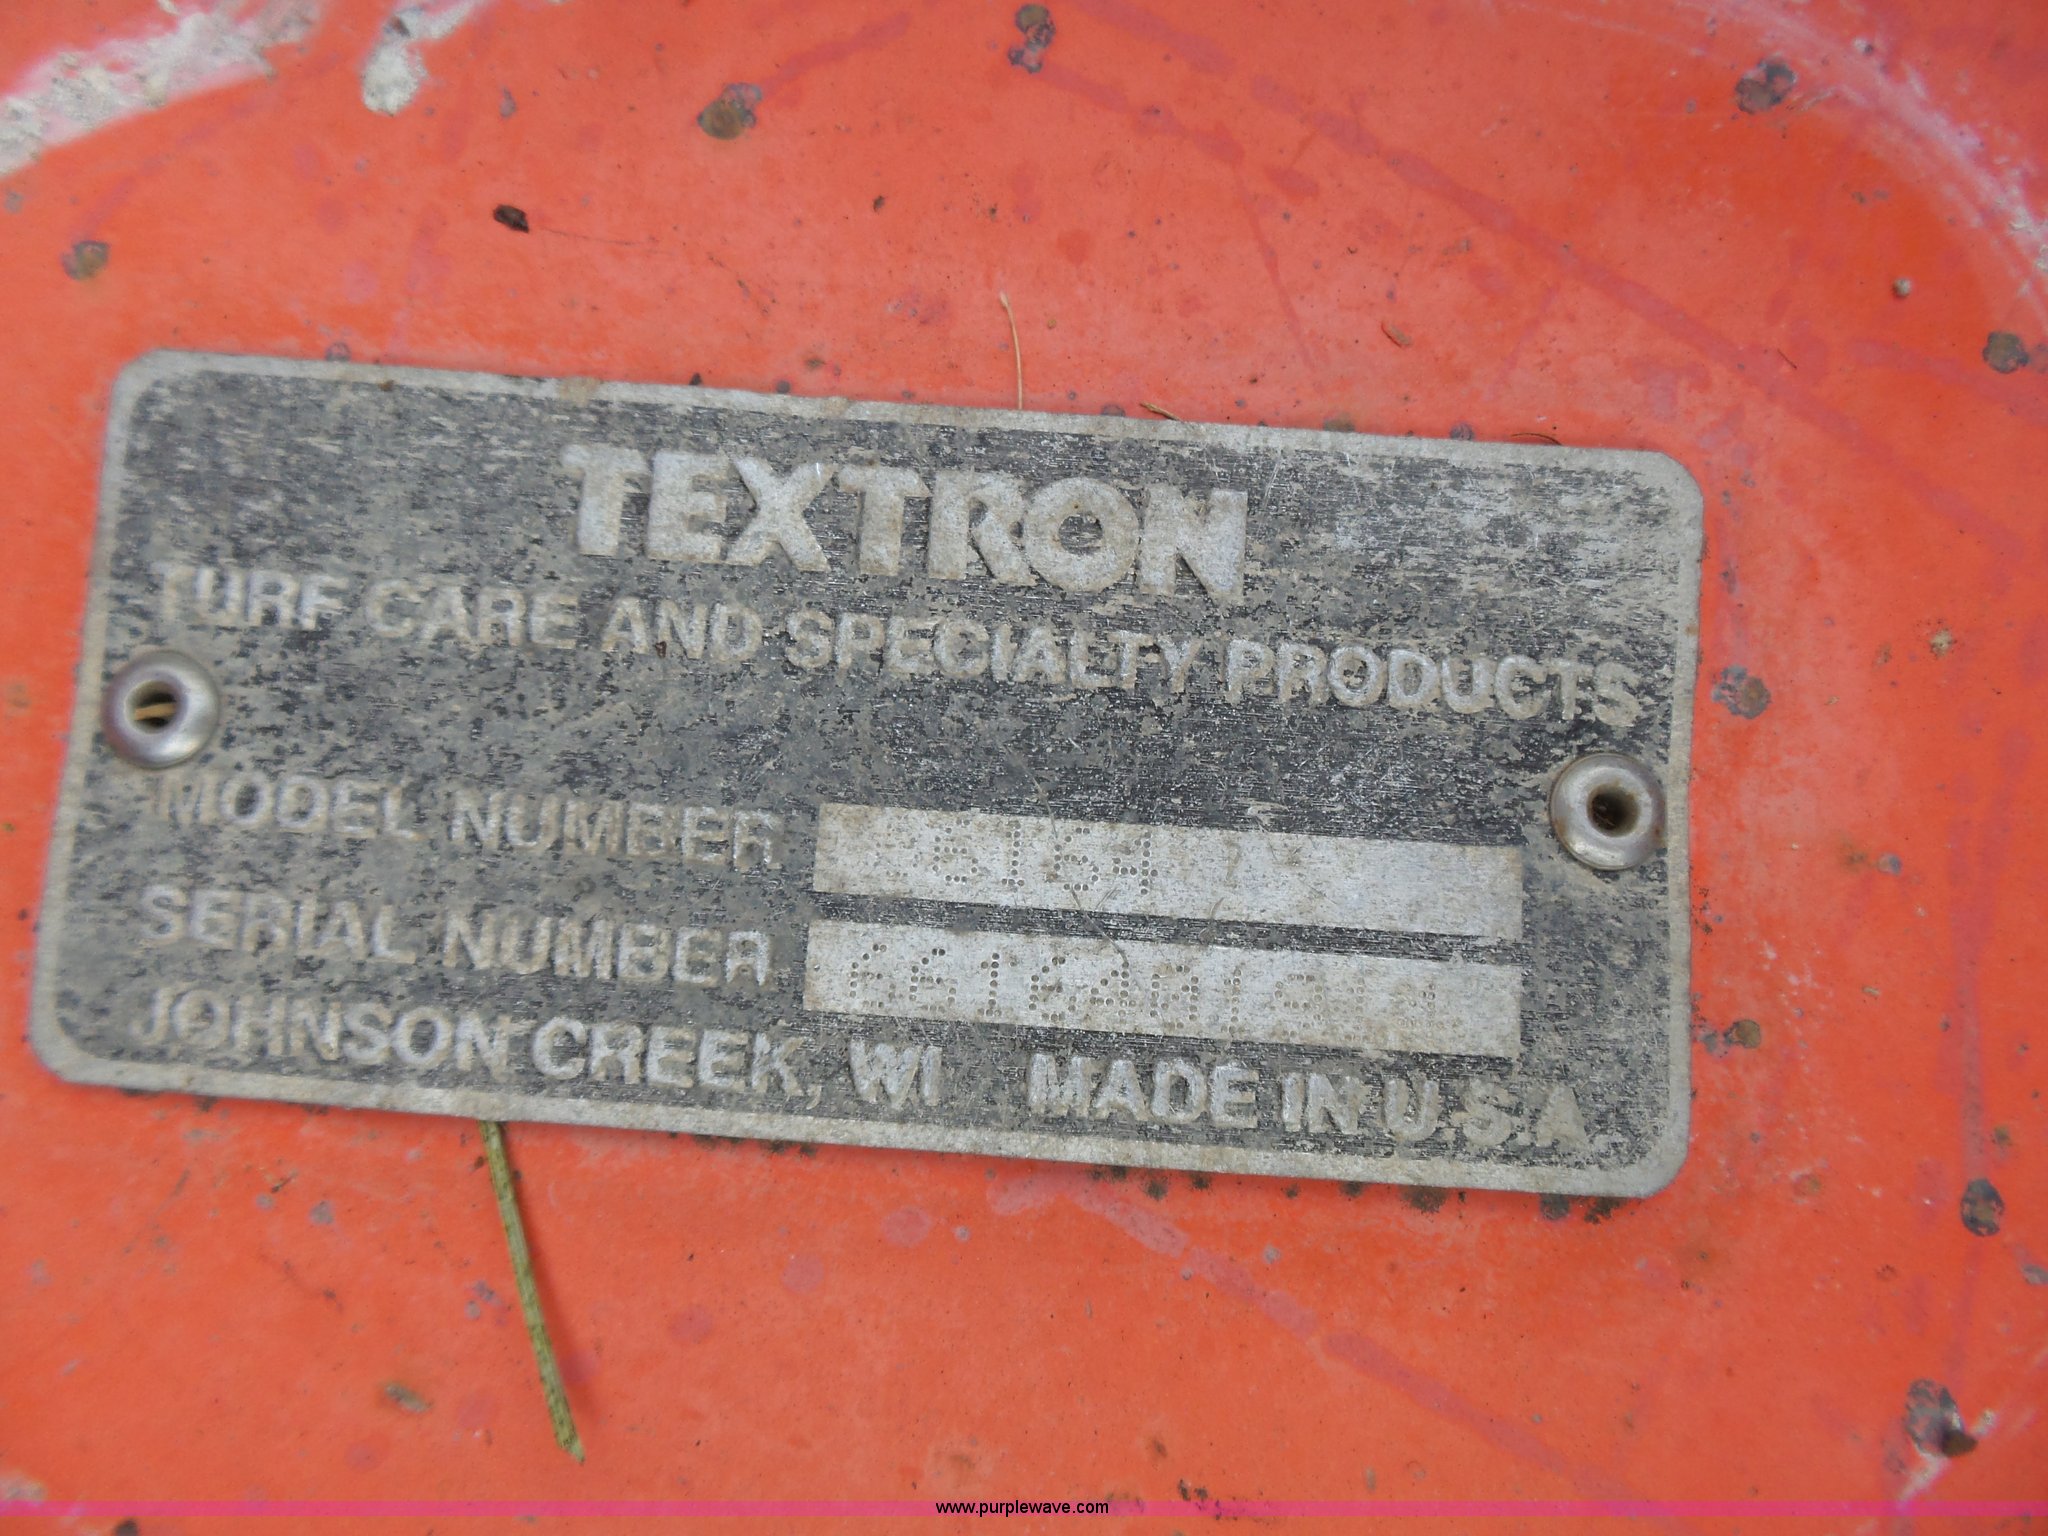 TEXTRON
TURF CARE AND SPECIALTY PRODUCTS
MODEL NUMBER
SERIAL NUMBER
JOHNSON CREEK, WI MADE IN U.S.A.
www.purplewave.com